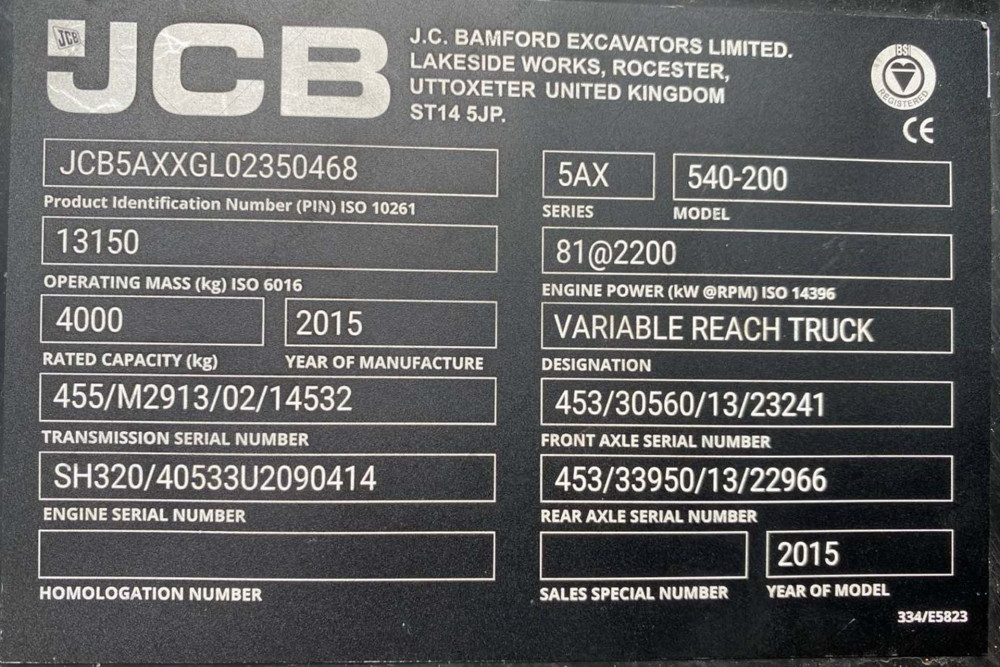 JCB
JCB
J.C. BAMFORD EXCAVATORS LIMITED.
LAKESIDE WORKS, ROCESTER,
UTTOXETER UNITED KINGDOM
ST14 5JP.
BSI
REGISTERED
CE
JCB5AXXGL02350468
Product Identification Number (PIN) ISO 10261
5AX
SERIES
540-200
MODEL
13150
OPERATING MASS (kg) ISO 6016
81@2200
ENGINE POWER (kW @RPM) ISO 14396
4000
RATED CAPACITY (kg)
2015
YEAR OF MANUFACTURE
VARIABLE REACH TRUCK
DESIGNATION
455/M2913/02/14532
TRANSMISSION SERIAL NUMBER
453/30560/13/23241
FRONT AXLE SERIAL NUMBER
SH320/40533U2090414
ENGINE SERIAL NUMBER
453/33950/13/22966
REAR AXLE SERIAL NUMBER
HOMOLOGATION NUMBER
SALES SPECIAL NUMBER
2015
YEAR OF MODEL
334/E5823